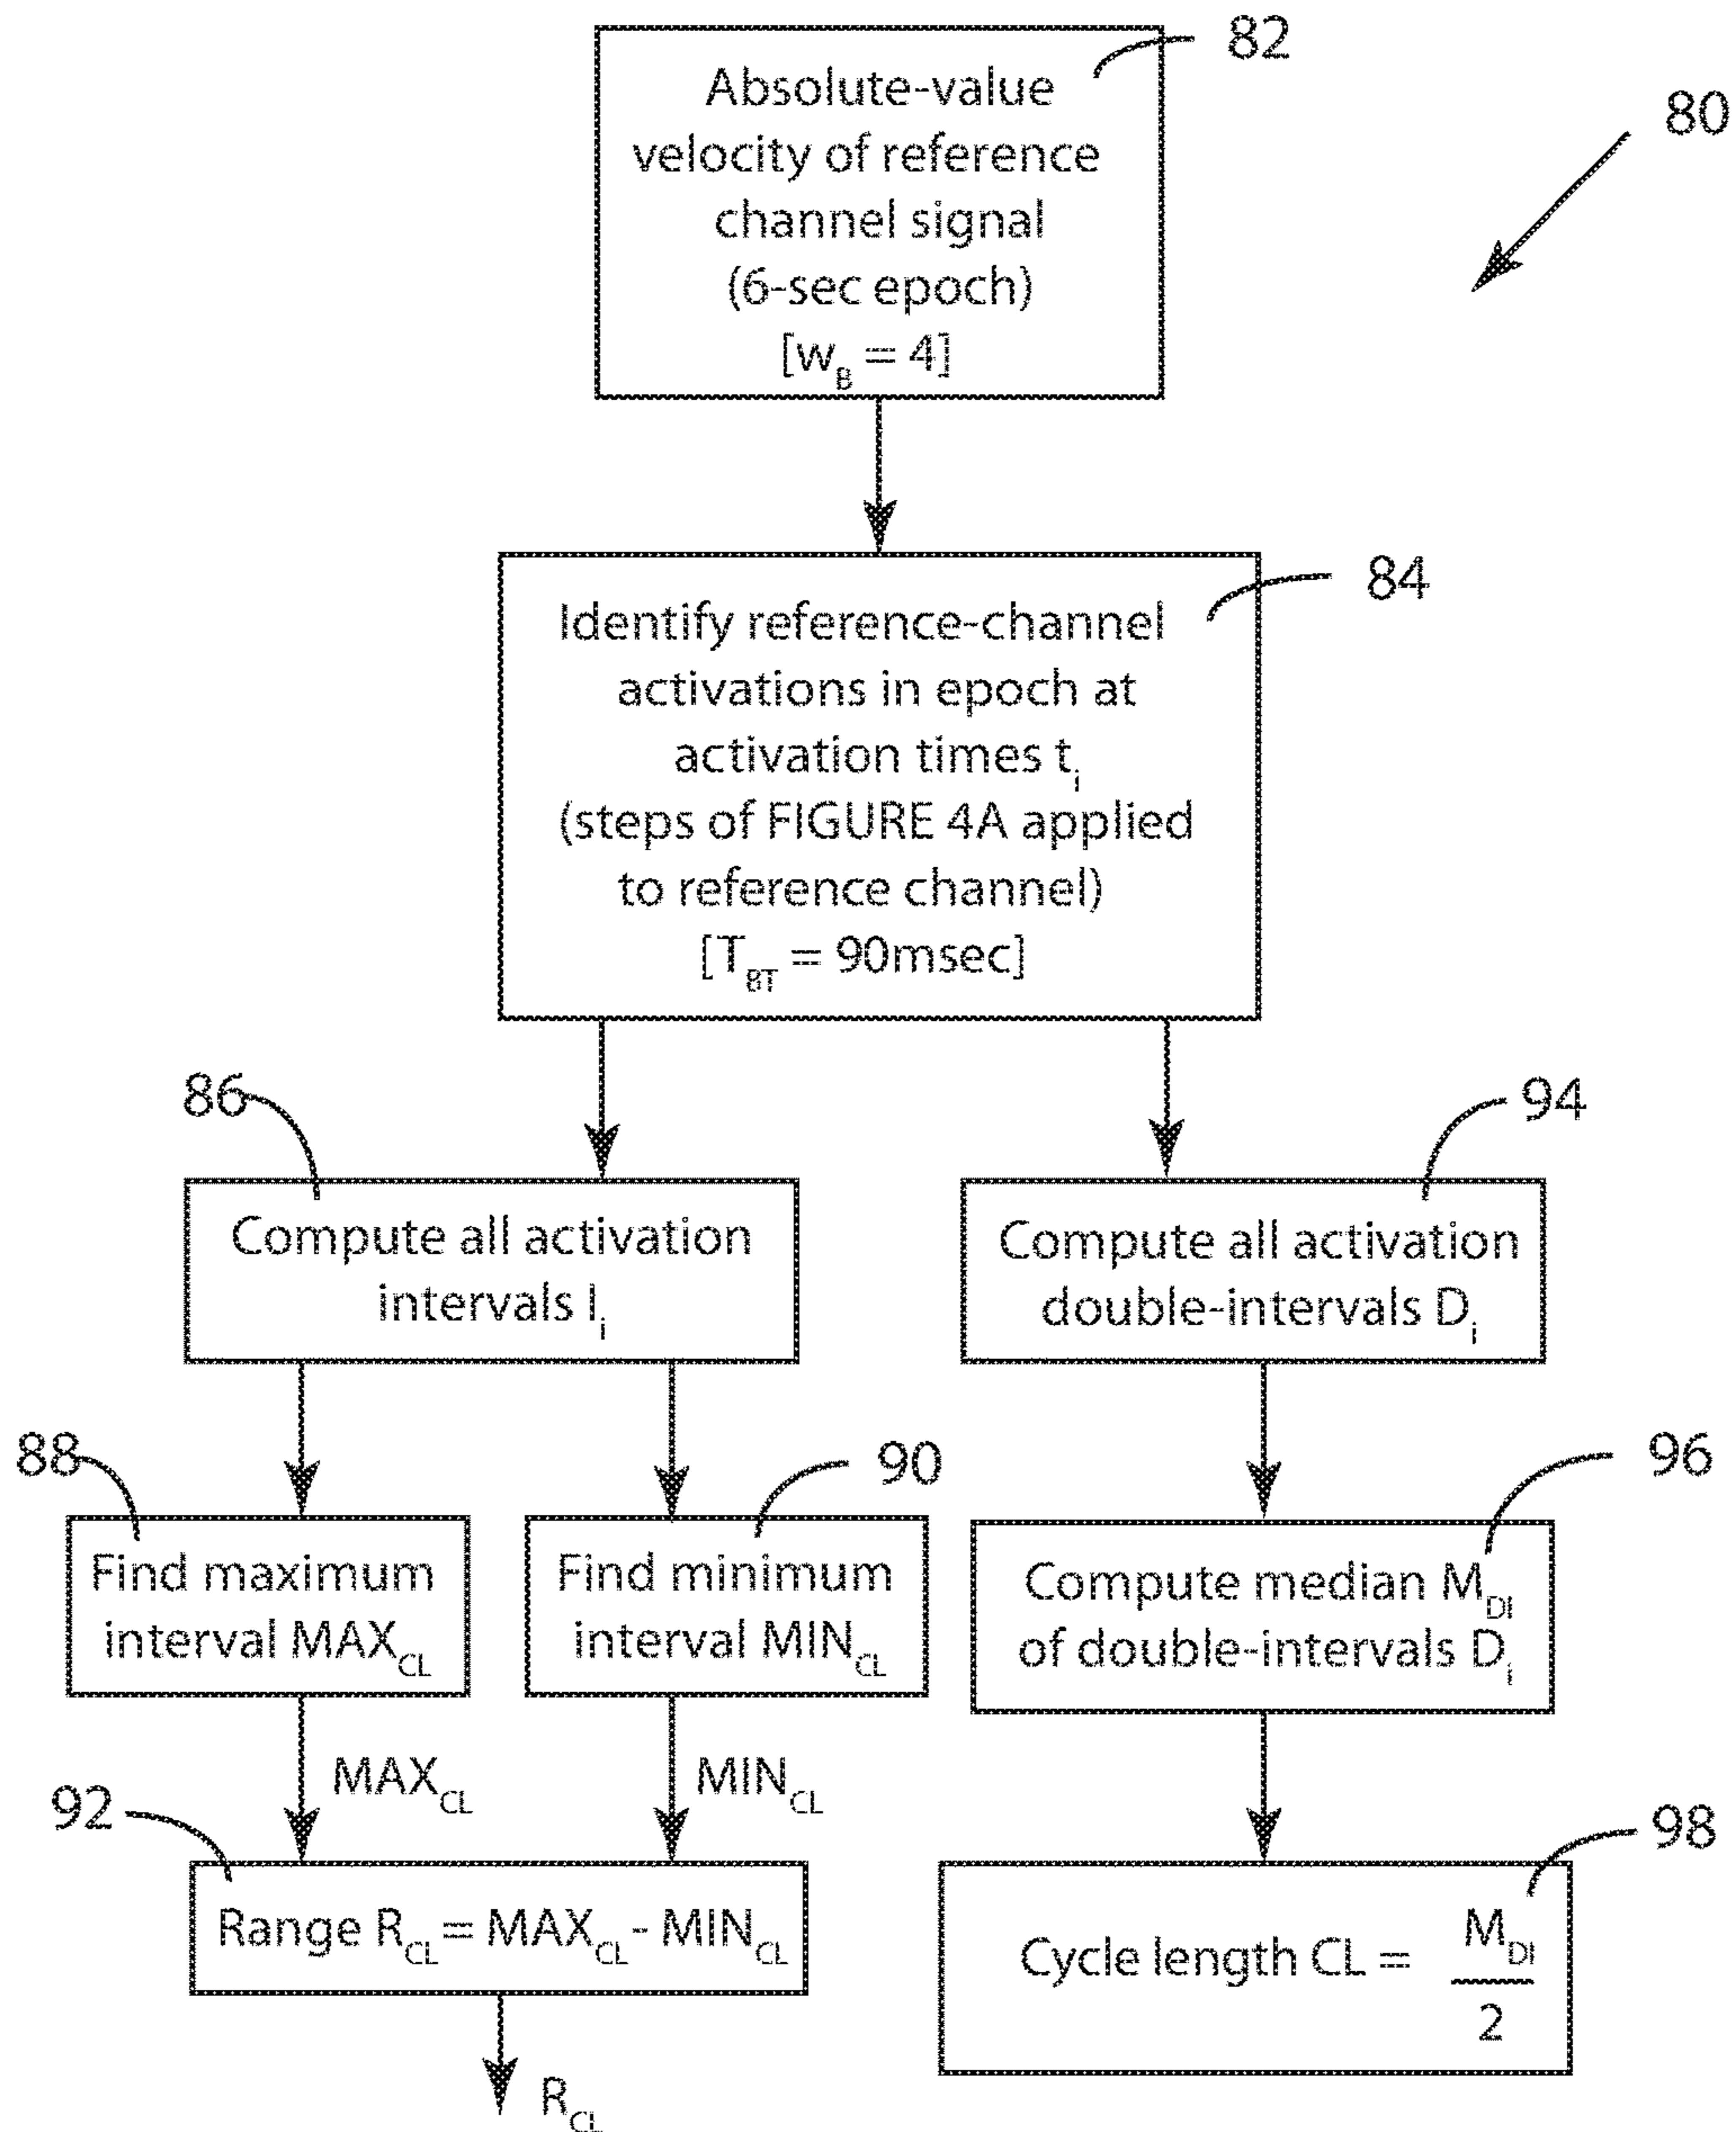 82
80
Absolute-value
velocity of reference
channel signal
(6-sec epoch)
[w_B = 4]
84
Identify reference-channel
activations in epoch at
activation times t_i
(steps of FIGURE 4A applied
to reference channel)
[T_BT = 90msec]
86
94
Compute all activation
intervals I_i
Compute all activation
double-intervals D_i
88
90
96
Find maximum
interval MAX_CL
Find minimum
interval MIN_CL
Compute median M_DI
of double-intervals D_i
MAX_CL
MIN_CL
92
98
Range R_CL = MAX_CL - MIN_CL
Cycle length CL = M_DI
2
R_CL